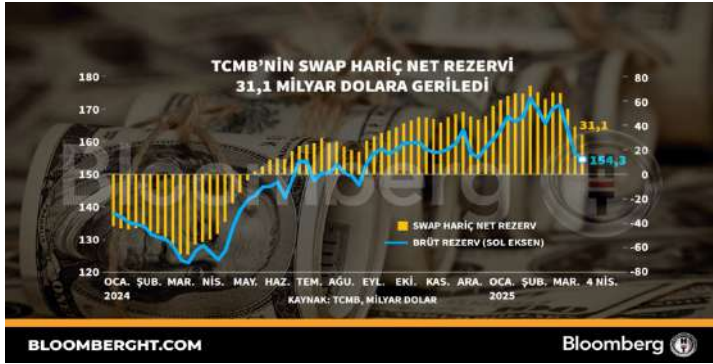 TCMB'NİN SWAP HARİÇ NET REZERVİ
31,1 MİLYAR DOLARA GERİLEDİ
180
170
160
150
140
130
120
80
60
40
20
0
-20
-40
-60
-80
31,1
154,3
Bloomberg
SWAP HARİÇ NET REZERV
BRÜT REZERV (SOL EKSEN)
OCA. ŞUB. MAR. NİS. MAY. HAZ. TEM. AĞU. EYL. EKİ. KAS. ARA. OCA. ŞUB. MAR. 4 NİS.
2024 2025
KAYNAK: TCMB, MİLYAR DOLAR
BLOOMBERGHT.COM
Bloomberg HT